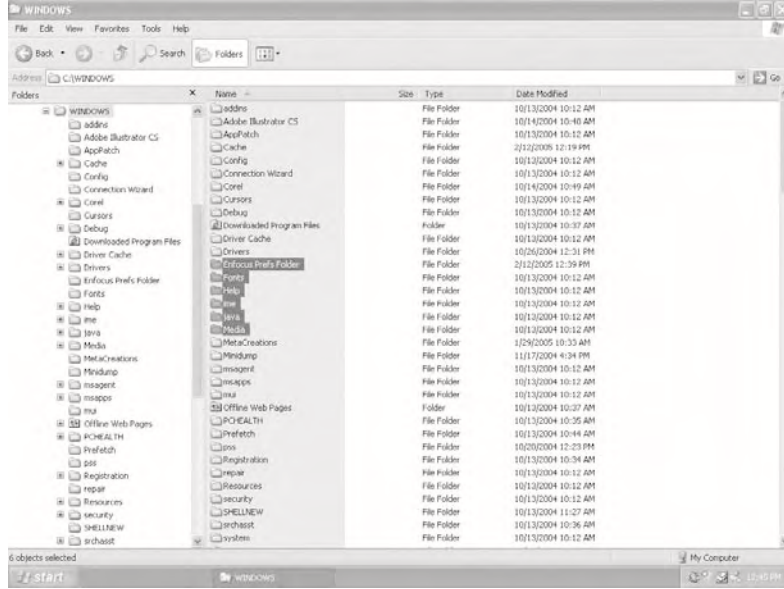 WINDOWS
File Edit View Favorites Tools Help
Back Search Folders
Address C:\WINDOWS Go
Folders
WINDOWS
addins
Adobe Illustrator CS
AppPatch
Cache
Config
Connection Wizard
Corel
Cursors
Debug
Downloaded Program Files
Driver Cache
Drivers
Enfocus Prefs Folder
Fonts
Help
ime
java
Media
MetaCreations
Minidump
msagent
msapps
mui
Offline Web Pages
PCHEALTH
Prefetch
pss
Registration
repair
Resources
security
SHELLNEW
srchasst
Name Size Type Date Modified
addins File Folder 10/13/2004 10:12 AM
Adobe Illustrator CS File Folder 10/14/2004 10:40 AM
AppPatch File Folder 10/13/2004 10:12 AM
Cache File Folder 2/12/2005 12:19 PM
Config File Folder 10/13/2004 10:12 AM
Connection Wizard File Folder 10/13/2004 10:12 AM
Corel File Folder 10/14/2004 10:49 AM
Cursors File Folder 10/13/2004 10:12 AM
Debug File Folder 10/13/2004 10:12 AM
Downloaded Program Files Folder 10/13/2004 10:37 AM
Driver Cache File Folder 10/13/2004 10:12 AM
Drivers File Folder 10/26/2004 12:31 PM
Enfocus Prefs Folder File Folder 2/12/2005 12:39 PM
Fonts File Folder 10/13/2004 10:12 AM
Help File Folder 10/13/2004 10:12 AM
ime File Folder 10/13/2004 10:12 AM
java File Folder 10/13/2004 10:12 AM
Media File Folder 10/13/2004 10:12 AM
MetaCreations File Folder 1/29/2005 10:33 AM
Minidump File Folder 11/17/2004 4:34 PM
msagent File Folder 10/13/2004 10:12 AM
msapps File Folder 10/13/2004 10:12 AM
mui File Folder 10/13/2004 10:12 AM
Offline Web Pages Folder 10/13/2004 10:37 AM
PCHEALTH File Folder 10/13/2004 10:35 AM
Prefetch File Folder 10/13/2004 10:44 AM
pss File Folder 10/20/2004 12:23 PM
Registration File Folder 10/13/2004 10:34 AM
repair File Folder 10/13/2004 10:12 AM
Resources File Folder 10/13/2004 10:12 AM
security File Folder 10/13/2004 10:12 AM
SHELLNEW File Folder 10/13/2004 11:27 AM
srchasst File Folder 10/13/2004 10:36 AM
system File Folder 10/13/2004 10:12 AM
6 objects selected My Computer
start WINDOWS